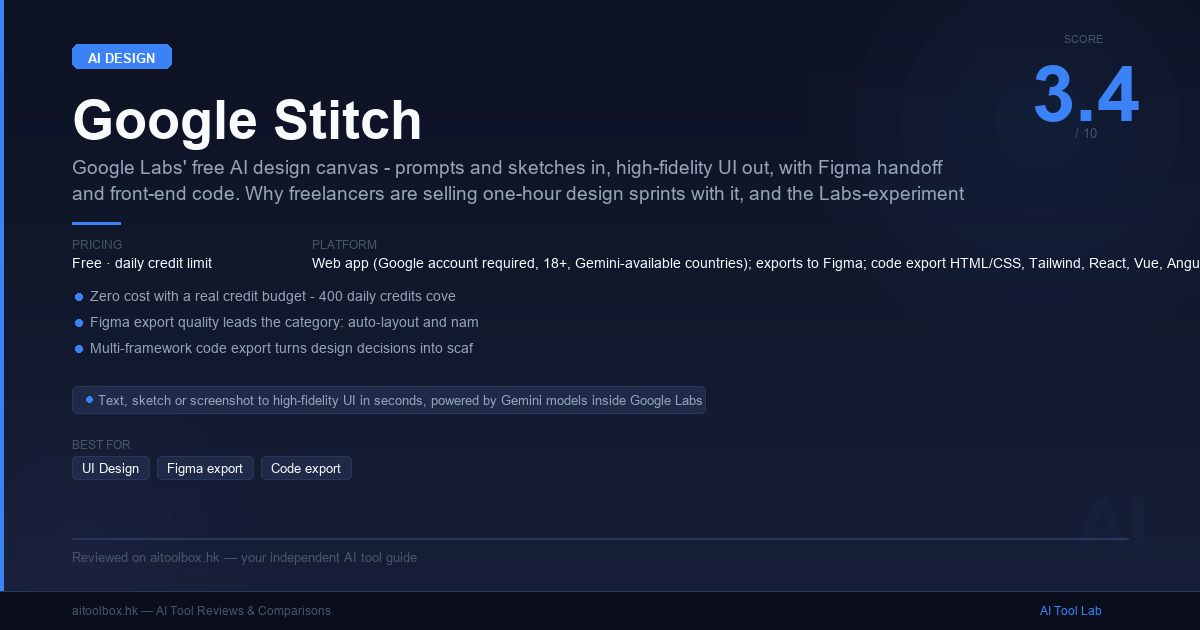 AI DESIGN
SCORE
3.4
/ 10
Google Stitch
Google Labs' free AI design canvas - prompts and sketches in, high-fidelity UI out, with Figma handoff
and front-end code. Why freelancers are selling one-hour design sprints with it, and the Labs-experiment
PRICING
Free · daily credit limit
PLATFORM
Web app (Google account required, 18+, Gemini-available countries); exports to Figma; code export HTML/CSS, Tailwind, React, Vue, Angu
Zero cost with a real credit budget - 400 daily credits cove
Figma export quality leads the category: auto-layout and nam
Multi-framework code export turns design decisions into scaf
Text, sketch or screenshot to high-fidelity UI in seconds, powered by Gemini models inside Google Labs
BEST FOR
UI Design
Figma export
Code export
AI
Reviewed on aitoolbox.hk — your independent AI tool guide
aitoolbox.hk — AI Tool Reviews & Comparisons
AI Tool Lab